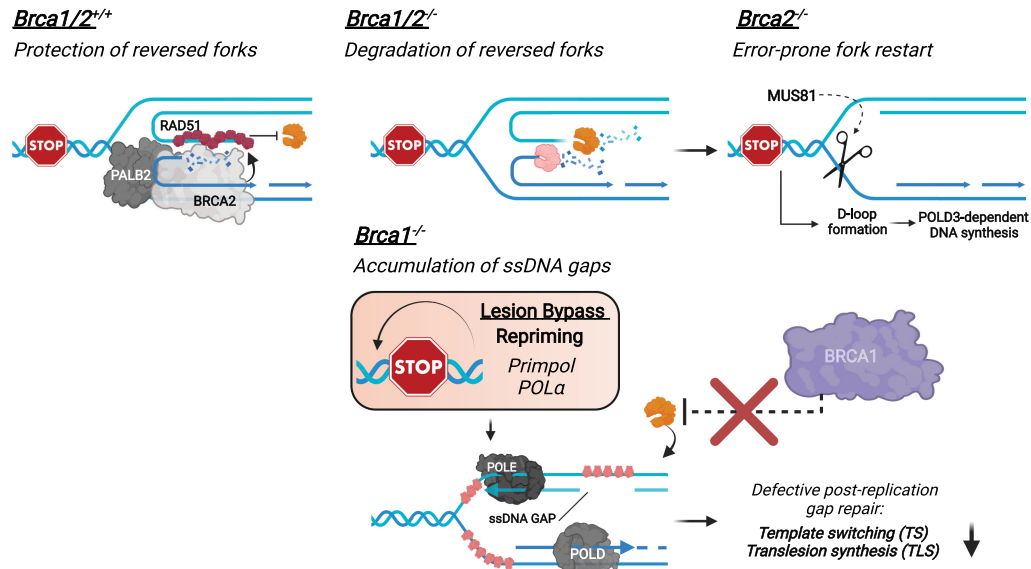 Brca1/2+/+
Protection of reversed forks
STOP
RAD51
PALB2
BRCA2
Brca1/2-/-
Degradation of reversed forks
STOP
Brca2-/-
Error-prone fork restart
MUS81
STOP
D-loop
formation
POLD3-dependent
DNA synthesis
Brca1-/-
Accumulation of ssDNA gaps
STOP
Lesion Bypass
Repriming
Primpol
POLα
BRCA1
POLE
ssDNA GAP
POLD
Defective post-replication
gap repair:
Template switching (TS)
Translesion synthesis (TLS)